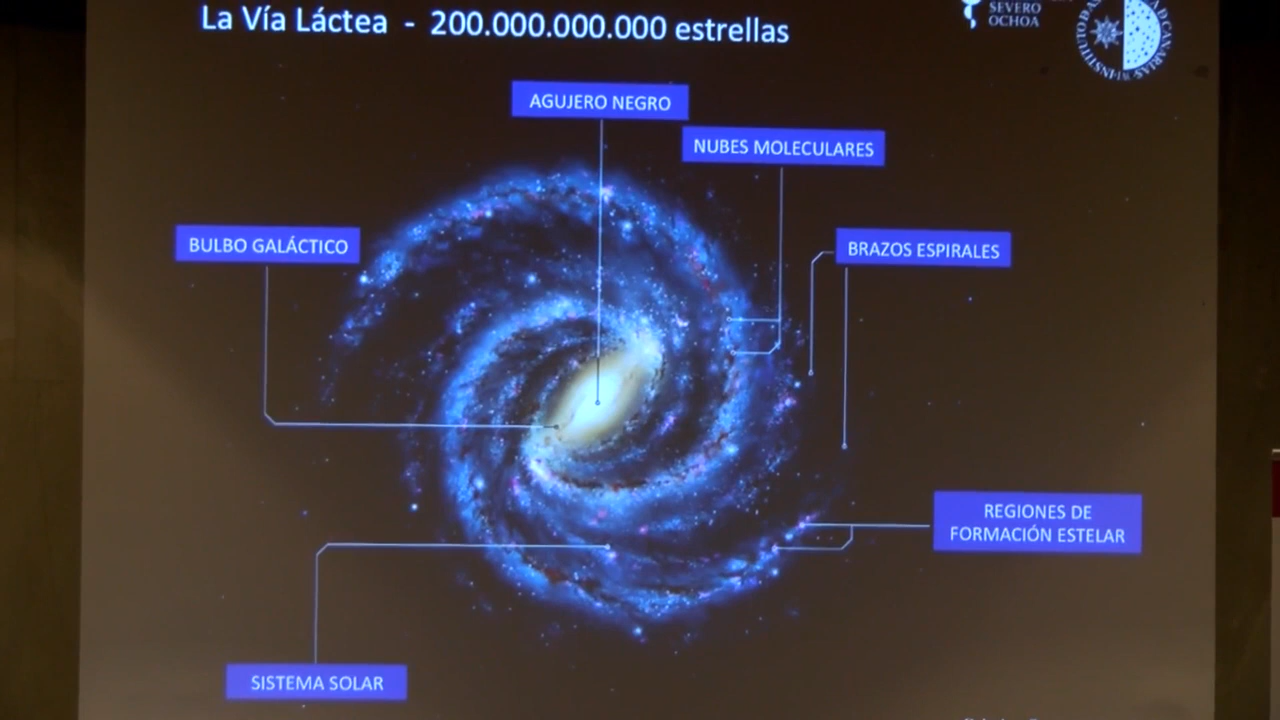 La Vía Láctea - 200.000.000.000 estrellas
SEVERO
OCHOA
AGUJERO NEGRO
NUBES MOLECULARES
BULBO GALÁCTICO
BRAZOS ESPIRALES
REGIONES DE
FORMACIÓN ESTELAR
SISTEMA SOLAR